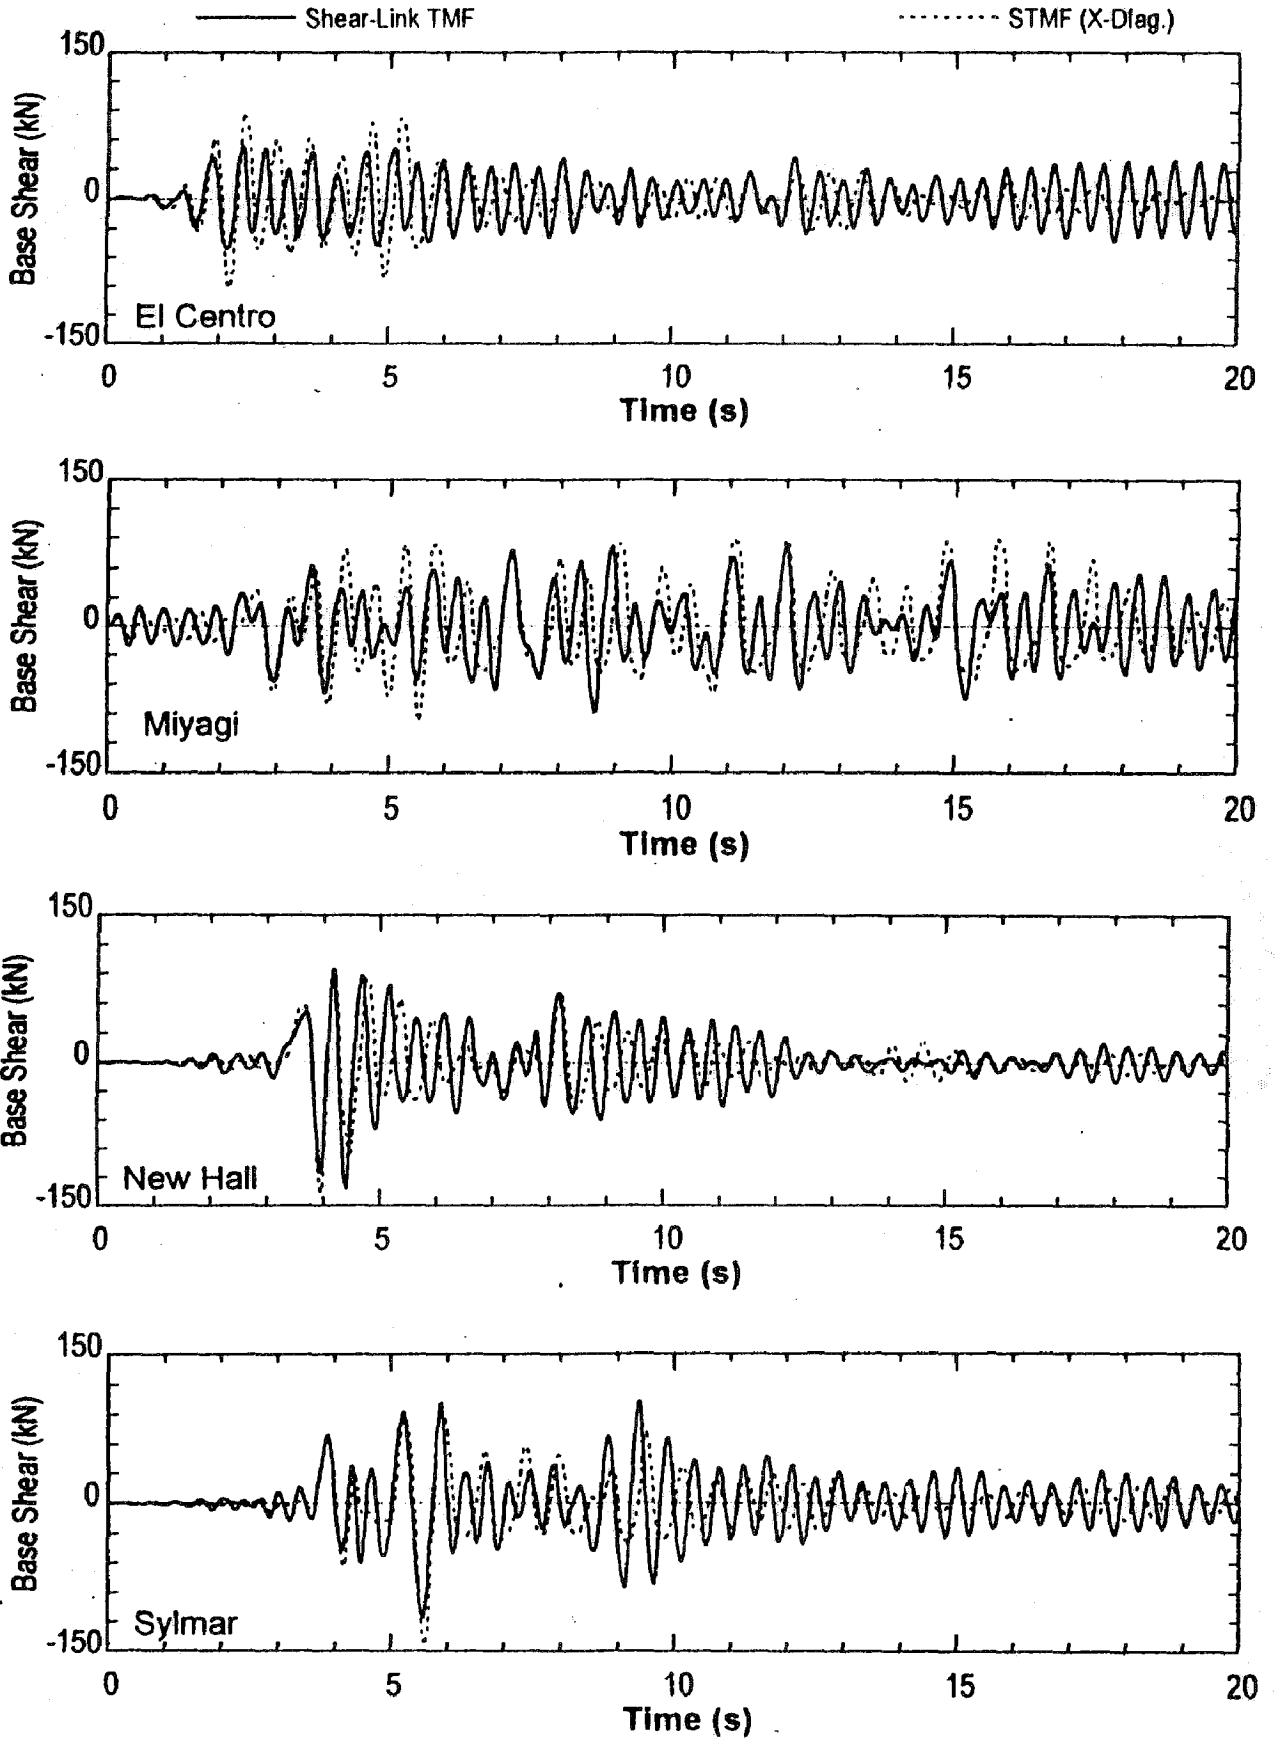 Shear-Link TMF STMF (X-Diag.)
150
Base Shear (kN)
0
El Centro
-150
0 5 10 15 20
Time (s)
150
Base Shear (kN)
0
Miyagi
-150
0 5 10 15 20
Time (s)
150
Base Shear (kN)
0
New Hall
-150
0 5 10 15 20
Time (s)
150
Base Shear (kN)
0
Sylmar
-150
0 5 10 15 20
Time (s)